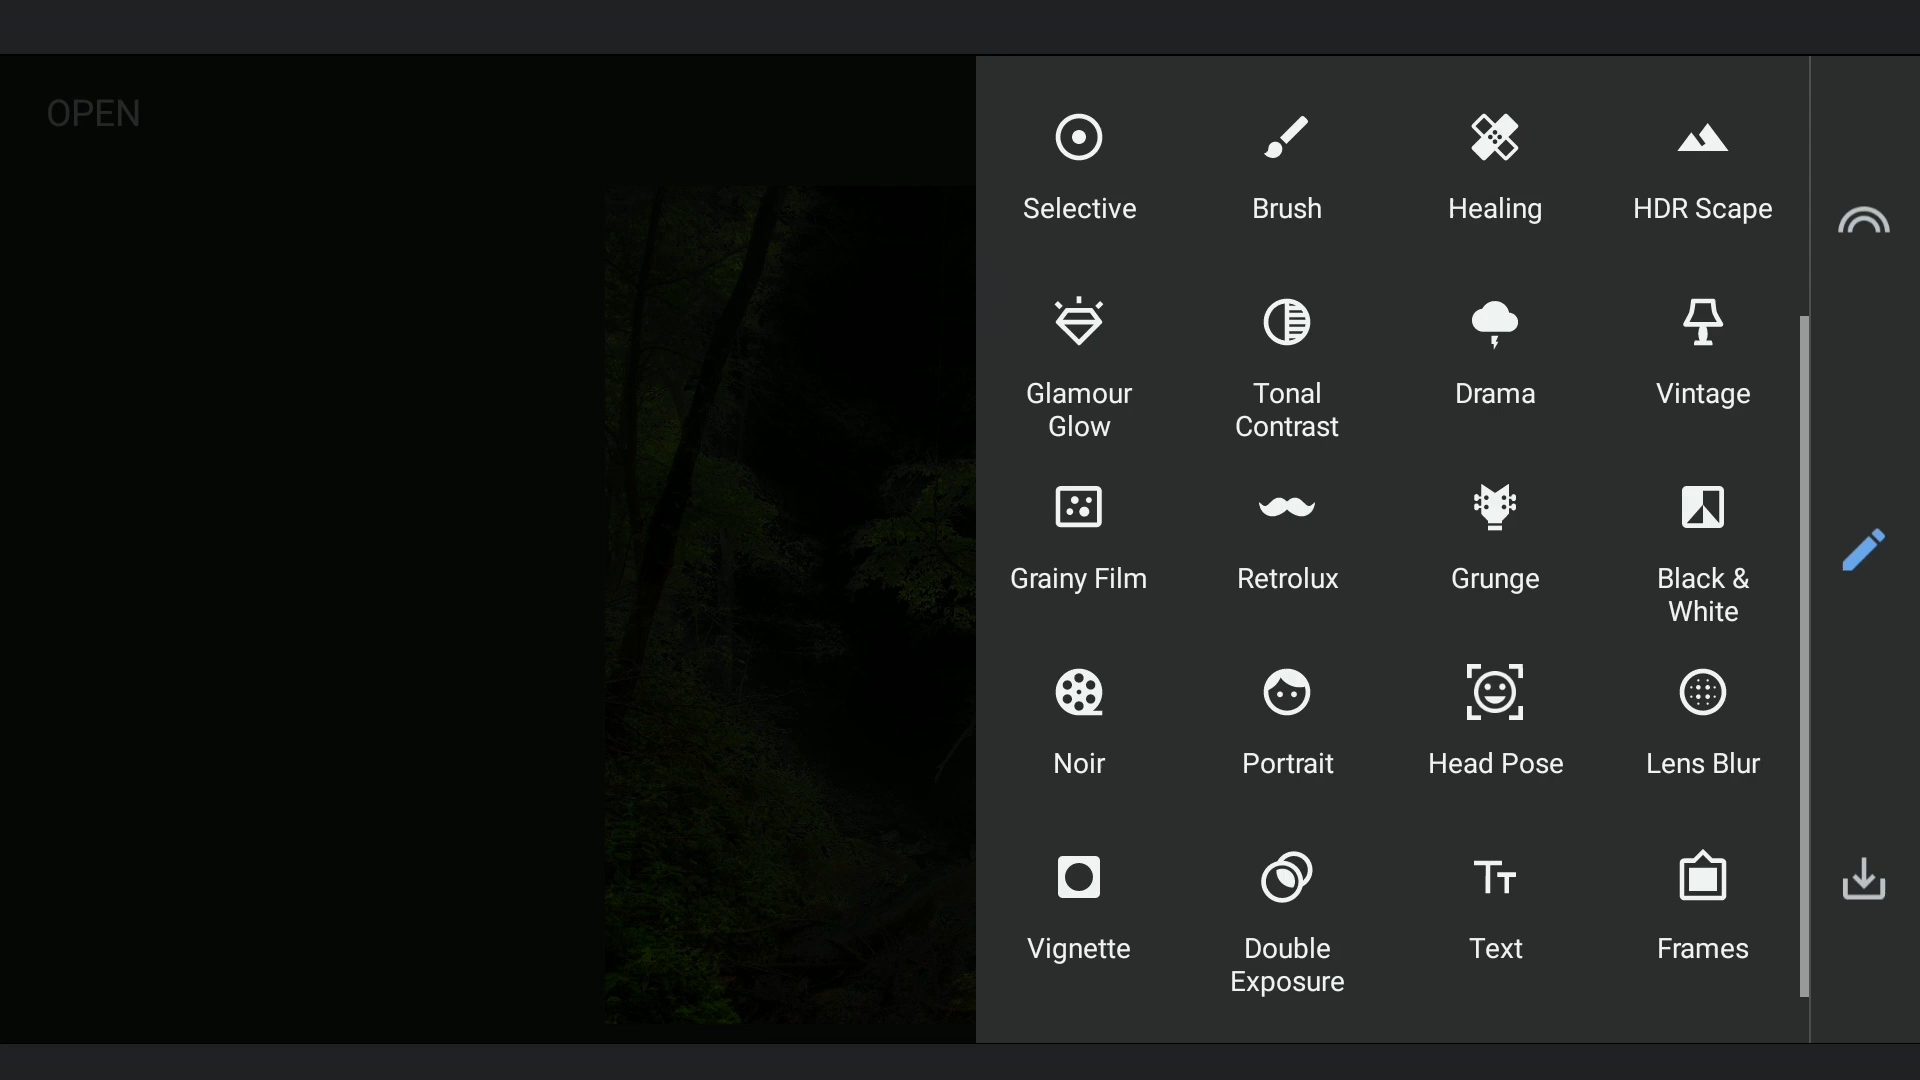 OPEN
Selective
Brush
Healing
HDR Scape
Glamour
Glow
Tonal
Contrast
Drama
Vintage
Grainy Film
Retrolux
Grunge
Black &
White
Noir
Portrait
Head Pose
Lens Blur
Vignette
Double
Exposure
Text
Frames